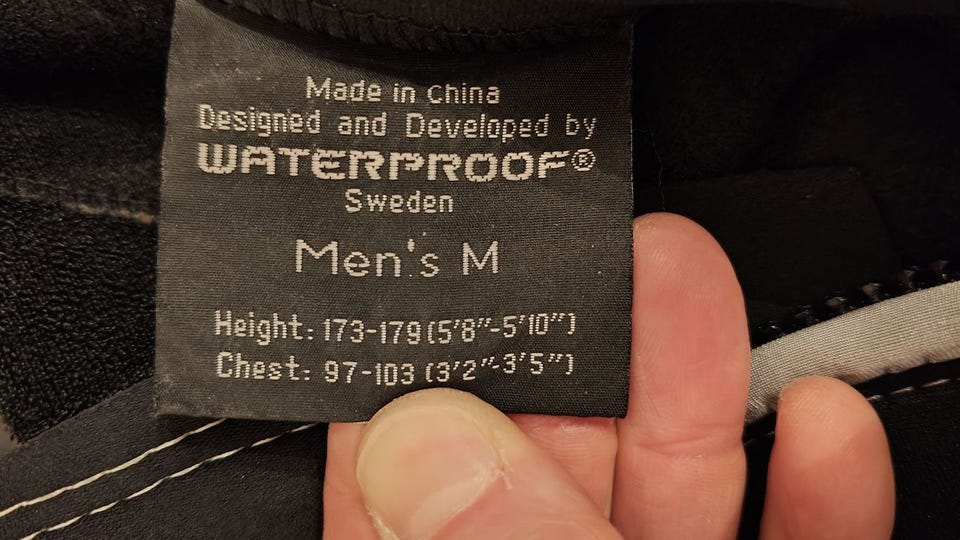 Made in China
Designed and Developed by
WATERPROOF®
Sweden
Men's M
Height: 173-179 (5'8"-5'10")
Chest: 97-103 (3'2"-3'5")